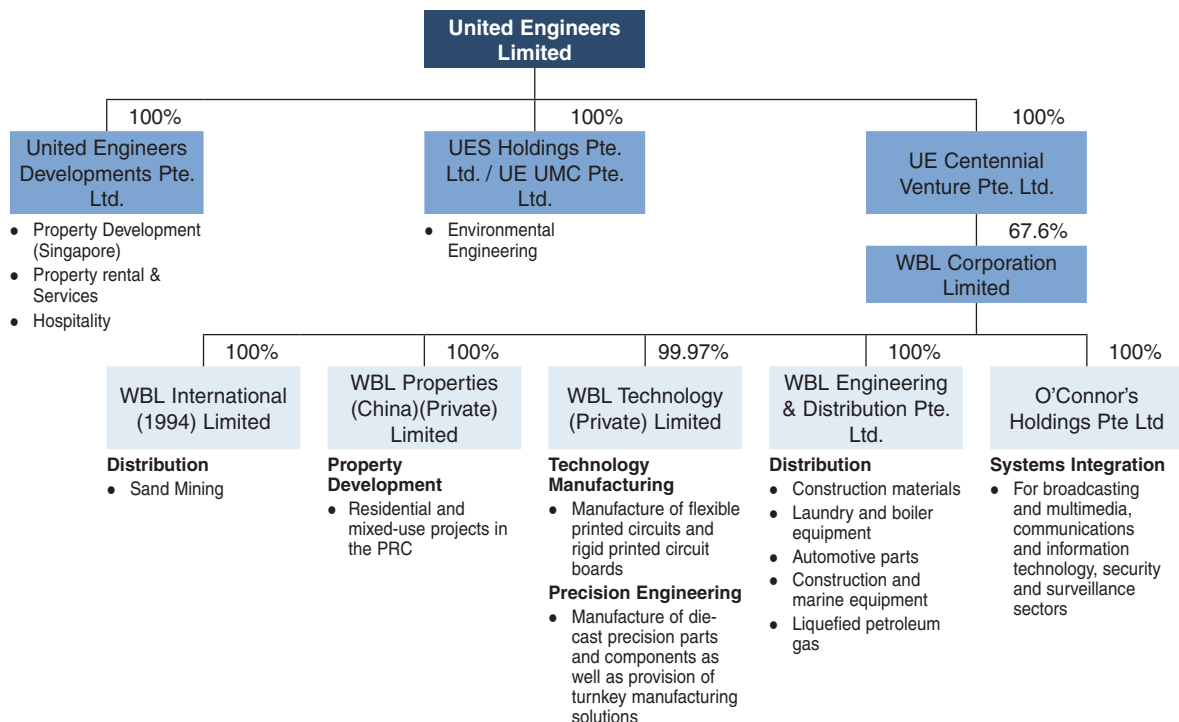 United Engineers
Limited
100%
100%
100%
United Engineers
Developments Pte.
Ltd.
UES Holdings Pte.
Ltd. / UE UMC Pte.
Ltd.
UE Centennial
Venture Pte. Ltd.
• Property Development
(Singapore)
• Property rental &
Services
• Hospitality
• Environmental
Engineering
67.6%
WBL Corporation
Limited
100%
100%
99.97%
100%
100%
WBL International
(1994) Limited
WBL Properties
(China)(Private)
Limited
WBL Technology
(Private) Limited
WBL Engineering
& Distribution Pte.
Ltd.
O'Connor's
Holdings Pte Ltd
Distribution
• Sand Mining
Property
Development
• Residential and
mixed-use projects in
the PRC
Technology
Manufacturing
• Manufacture of flexible
printed circuits and
rigid printed circuit
boards
Precision Engineering
• Manufacture of die-
cast precision parts
and components as
well as provision of
turnkey manufacturing
solutions
Distribution
• Construction materials
• Laundry and boiler
equipment
• Automotive parts
• Construction and
marine equipment
• Liquefied petroleum
gas
Systems Integration
• For broadcasting
and multimedia,
communications
and information
technology, security
and surveillance
sectors